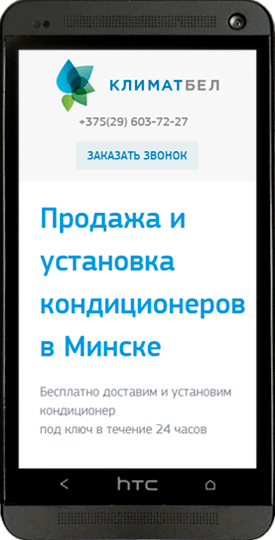 КЛИМАТБЕЛ
+375(29) 603-72-27
ЗАКАЗАТЬ ЗВОНОК
Продажа и
установка
кондиционеров
в Минске
Бесплатно доставим и установим
кондиционер
под ключ в течение 24 часов
hTC